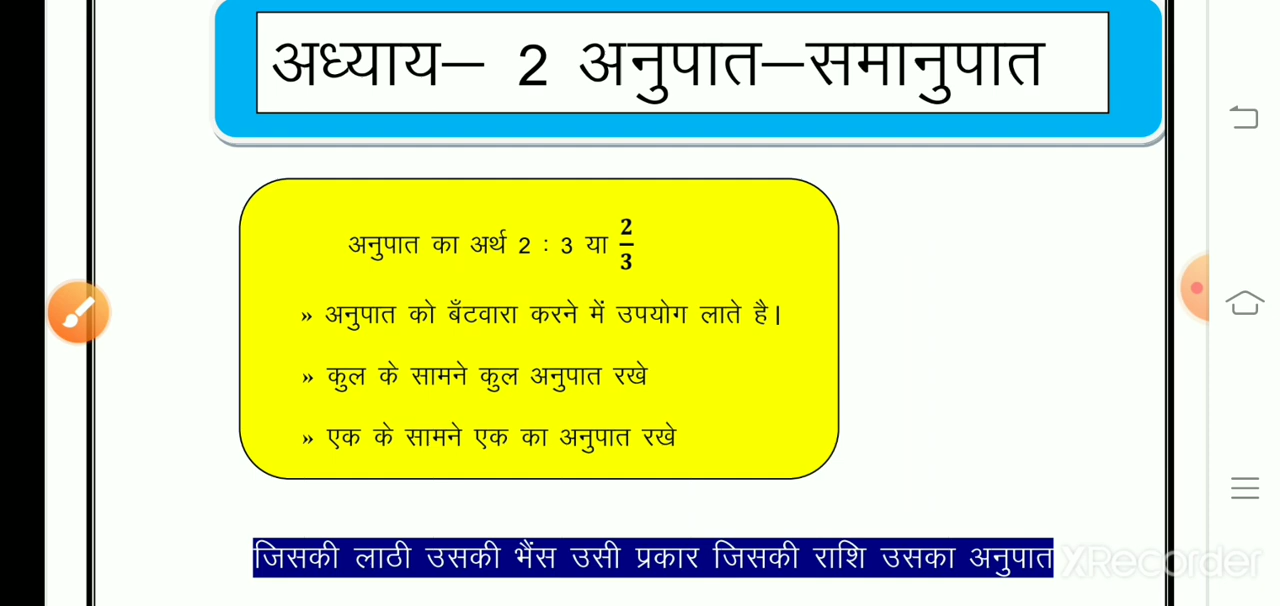 अध्याय– 2 अनुपात–समानुपात
अनुपात का अर्थ 2 : 3 या 2/3
» अनुपात को बँटवारा करने में उपयोग लाते है।
» कुल के सामने कुल अनुपात रखे
» एक के सामने एक का अनुपात रखे
जिसकी लाठी उसकी भैंस उसी प्रकार जिसकी राशि उसका अनुपात
XRecorder